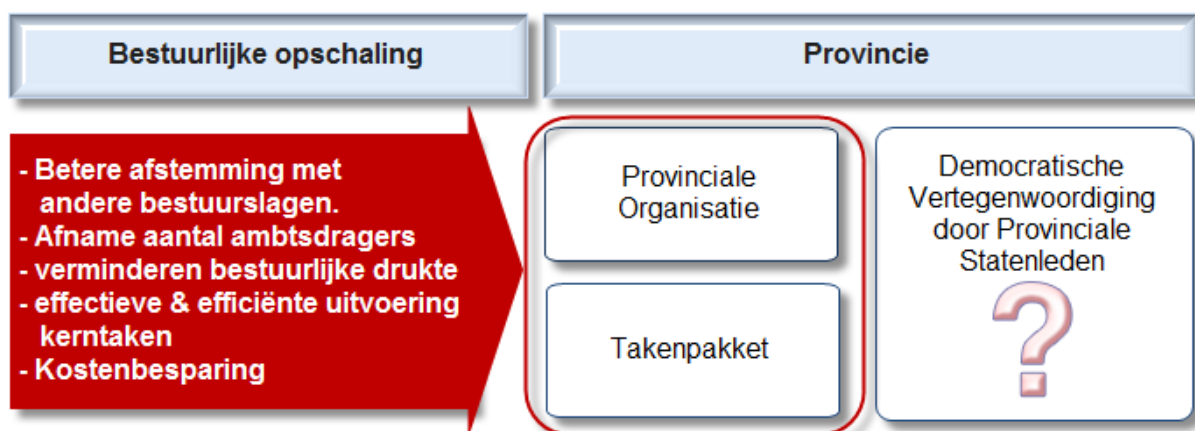 Bestuurlijke opschaling
Provincie
- Betere afstemming met
andere bestuurslagen.
- Afname aantal ambtsdragers
- verminderen bestuurlijke drukte
- effectieve & efficiënte uitvoering
kerntaken
- Kostenbesparing
Provinciale
Organisatie
Takenpakket
Democratische
Vertegenwoordiging
door Provinciale
Statenleden
?